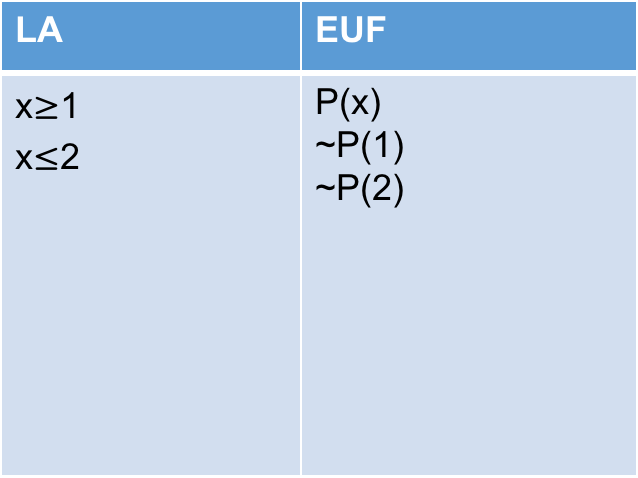 LA
EUF
x≥1
x≤2
P(x)
~P(1)
~P(2)